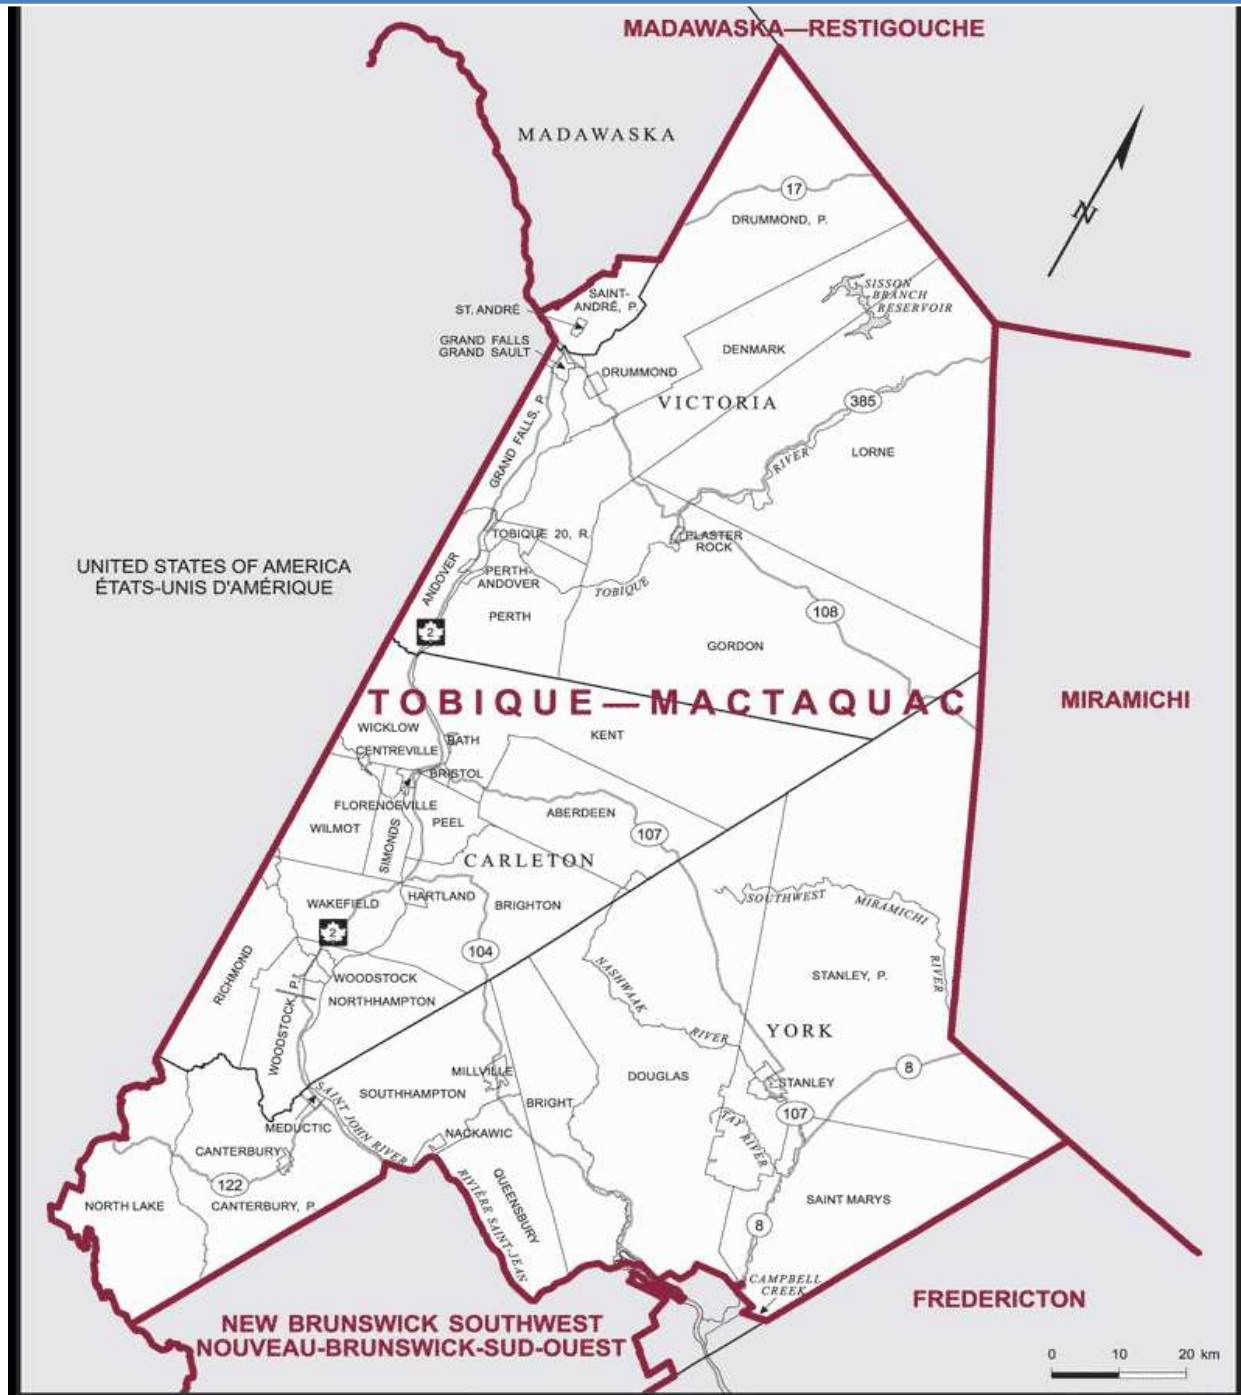 MADAWASKA—RESTIGOUCHE
MADAWASKA
17
DRUMMOND, P.
SISSON
BRANCH
RESERVOIR
N
SAINT-
ANDRÉ, P.
ST. ANDRÉ
GRAND FALLS
GRAND SAULT
DENMARK
DRUMMOND
VICTORIA
385
GRAND FALLS, P.
RIVER
LORNE
TOBIQUE 20, R.
PLASTER
ROCK
UNITED STATES OF AMERICA
ÉTATS-UNIS D'AMÉRIQUE
ANDOVER
PERTH-
ANDOVER
TOBIQUE
PERTH
108
2
GORDON
TOBIQUE—MACTAQUAC
MIRAMICHI
WICKLOW
BATH
KENT
CENTREVILLE
BRISTOL
FLORENCEVILLE
ABERDEEN
WILMOT
SIMONDS
PEEL
107
CARLETON
WAKEFIELD
HARTLAND
BRIGHTON
SOUTHWEST
MIRAMICHI
RIVER
2
104
RICHMOND
WOODSTOCK
NORTHHAMPTON
WOODSTOCK, P.
NASHWAAK
RIVER
STANLEY, P.
YORK
8
MILLVILLE
DOUGLAS
STANLEY
SOUTHHAMPTON
BRIGHT
107
SAINT JOHN RIVER
MEDUCTIC
NACKAWIC
TAY RIVER
CANTERBURY
122
NORTH LAKE
CANTERBURY, P.
QUEENSBURY
RIVIÈRE SAINT-JEAN
SAINT MARYS
8
CAMPBELL
CREEK
FREDERICTON
NEW BRUNSWICK SOUTHWEST
NOUVEAU-BRUNSWICK-SUD-OUEST
0 10 20 km